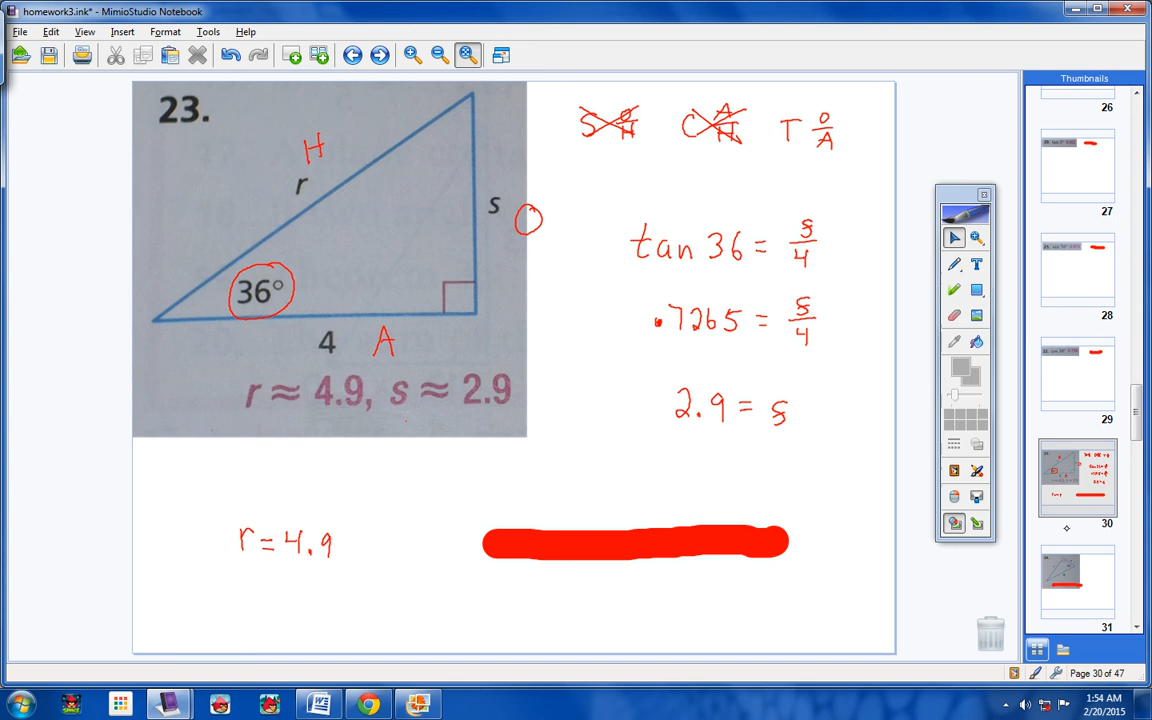 homework3.ink* - MimioStudio Notebook
File Edit View Insert Format Tools Help
Thumbnails
23.
H
r
s
O
36°
4 A
r ≈ 4.9, s ≈ 2.9
S O/H C A/H T O/A
tan 36 = s/4
.7265 = s/4
2.9 = s
r = 4.9
26
27
28
29
30
31
Page 30 of 47
1:54 AM
2/20/2015